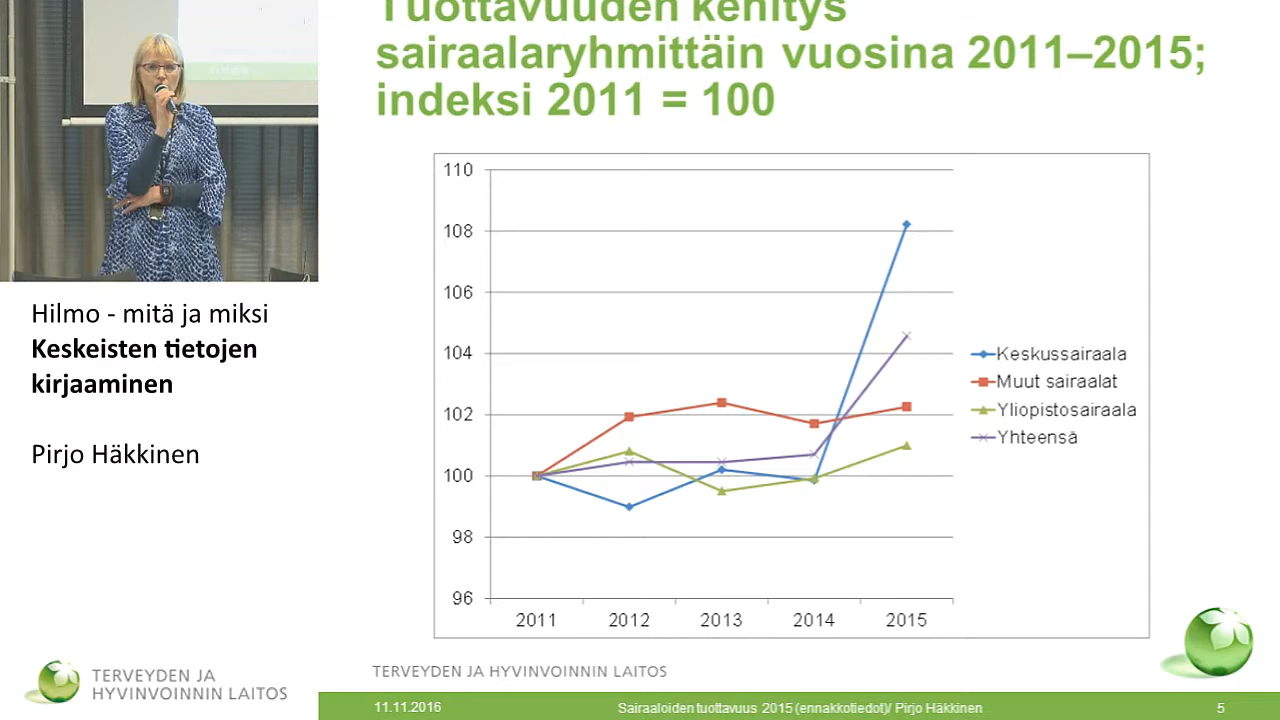 Tuottavuuden kehitys
sairaalaryhmittäin vuosina 2011–2015;
indeksi 2011 = 100
Hilmo - mitä ja miksi
Keskeisten tietojen
kirjaaminen
Pirjo Häkkinen
110
108
106
104
102
100
98
96
2011 2012 2013 2014 2015
Keskussairaala
Muut sairaalat
Yliopistosairaala
Yhteensä
TERVEYDEN JA
HYVINVOINNIN LAITOS
TERVEYDEN JA HYVINVOINNIN LAITOS
11.11.2016 Sairaaloiden tuottavuus 2015 (ennakkotiedot)/ Pirjo Häkkinen 5